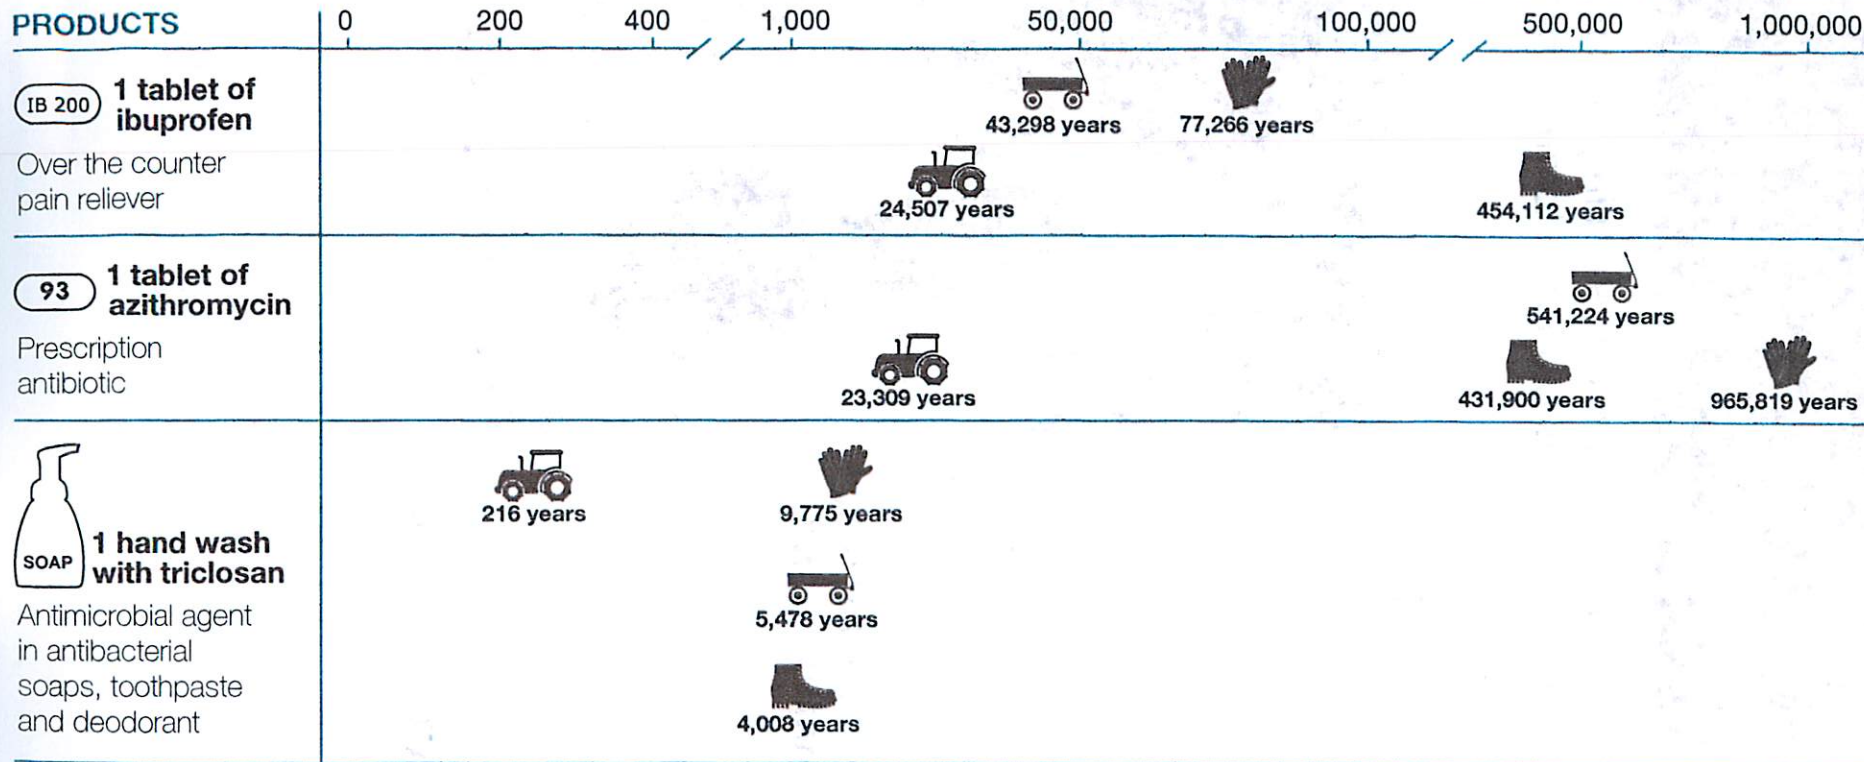 PRODUCTS 0 200 400 1,000 50,000 100,000 500,000 1,000,000
IB 200 1 tablet of
ibuprofen
Over the counter
pain reliever
43,298 years 77,266 years
24,507 years 454,112 years
93 1 tablet of
azithromycin
Prescription
antibiotic
541,224 years
23,309 years 431,900 years 965,819 years
SOAP 1 hand wash
with triclosan
Antimicrobial agent
in antibacterial
soaps, toothpaste
and deodorant
216 years 9,775 years
5,478 years
4,008 years